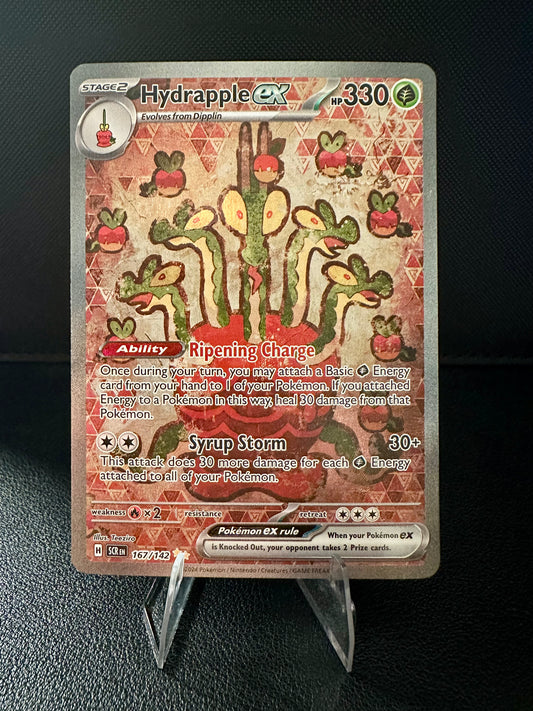 STAGE2
Hydrapple ex HP 330
Evolves from Dipplin
Ability Ripening Charge
Once during your turn, you may attach a Basic Energy
card from your hand to 1 of your Pokémon. If you attached
Energy to a Pokémon in this way, heal 30 damage from that
Pokémon.
Syrup Storm 30+
This attack does 30 more damage for each Energy
attached to all of your Pokémon.
weakness ×2 resistance retreat
Illus. Teeziro
Pokémon ex rule When your Pokémon ex
is Knocked Out, your opponent takes 2 Prize cards.
H SCR EN 167/142
2024 Pokémon / Nintendo / Creatures / GAME FREAK